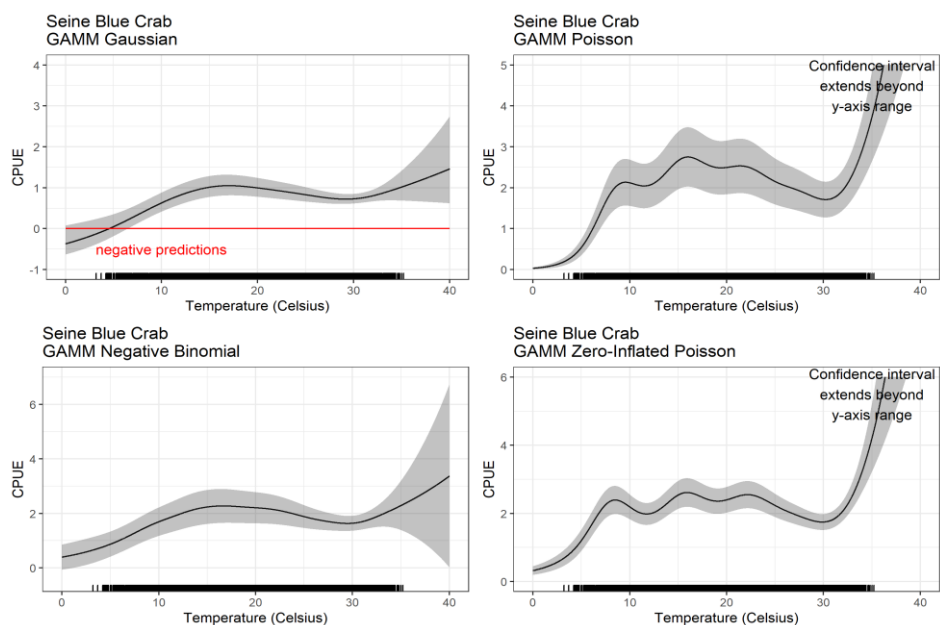 Seine Blue Crab
GAMM Gaussian
4
3
2
1
0
-1
CPUE
negative predictions
0
10
20
30
40
Temperature (Celsius)
Seine Blue Crab
GAMM Poisson
Confidence interval
extends beyond
y-axis range
5
4
3
2
1
0
CPUE
0
10
20
30
40
Temperature (Celsius)
Seine Blue Crab
GAMM Negative Binomial
6
4
2
0
CPUE
0
10
20
30
40
Temperature (Celsius)
Seine Blue Crab
GAMM Zero-Inflated Poisson
Confidence interval
extends beyond
y-axis range
6
5
4
3
2
1
0
CPUE
0
10
20
30
40
Temperature (Celsius)